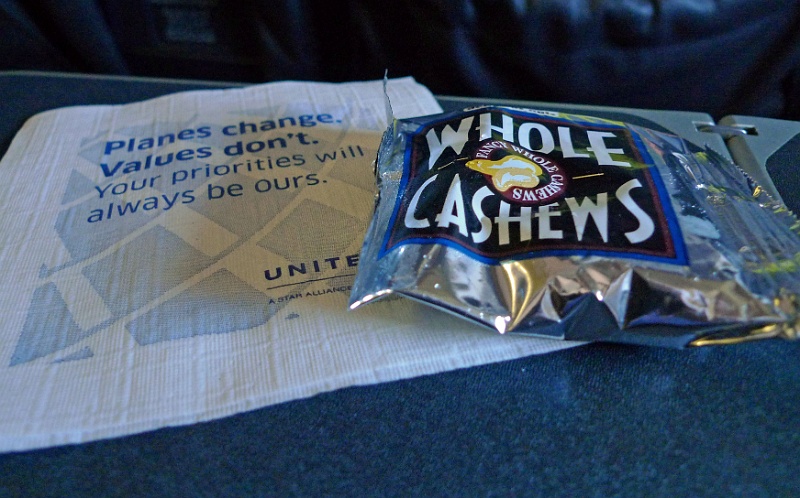 Planes change.
Values don't.
Your priorities will
always be ours.
UNITE
A STAR ALLIANCE
WHOLE
FANCY WHOLE CASHEWS
CASHEWS